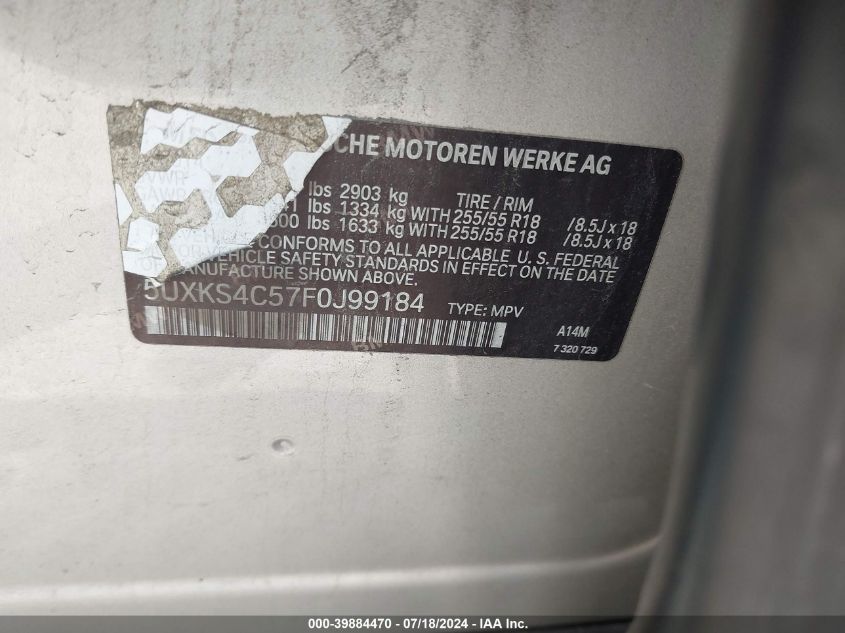 CHE MOTOREN WERKE AG
lbs 2903 kg TIRE / RIM
1 lbs 1334 kg WITH 255/55 R18 /8.5J x 18
00 lbs 1633 kg WITH 255/55 R18 /8.5J x 18
CONFORMS TO ALL APPLICABLE U. S. FEDERAL
VEHICLE SAFETY STANDARDS IN EFFECT ON THE
MANUFACTURE SHOWN ABOVE.
5UXKS4C57F0J99184 TYPE: MPV
A14M
7 320 729
000-39884470 - 07/18/2024 - IAA Inc.